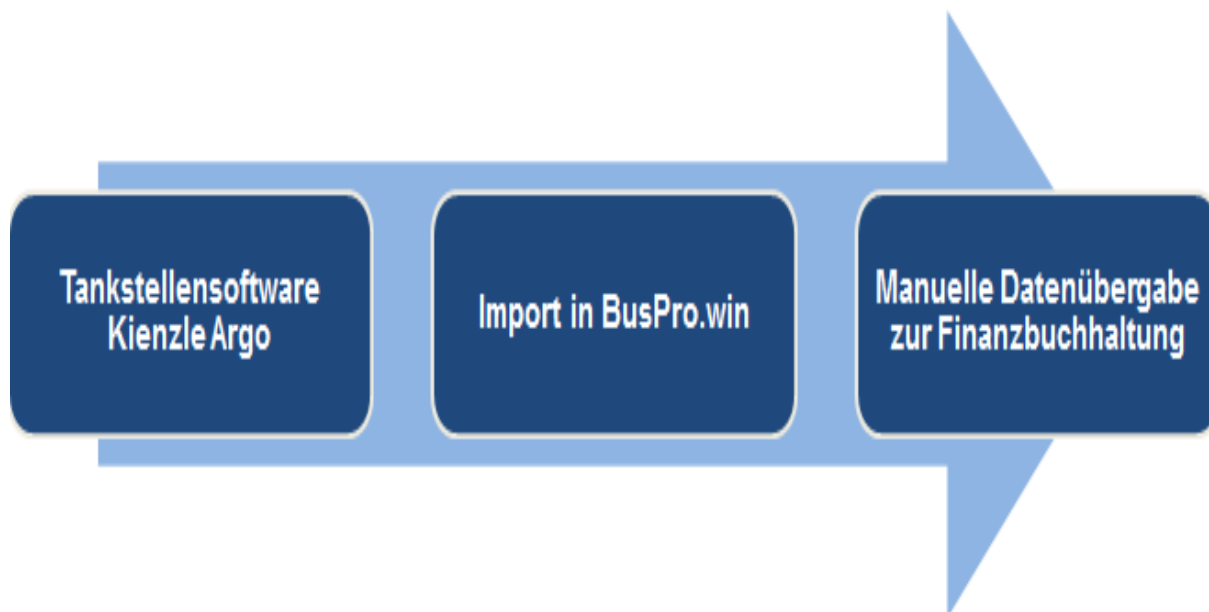 Tankstellensoftware
Kienzle Argo
Import in BusPro.win
Manuelle Datenübergabe
zur Finanzbuchhaltung